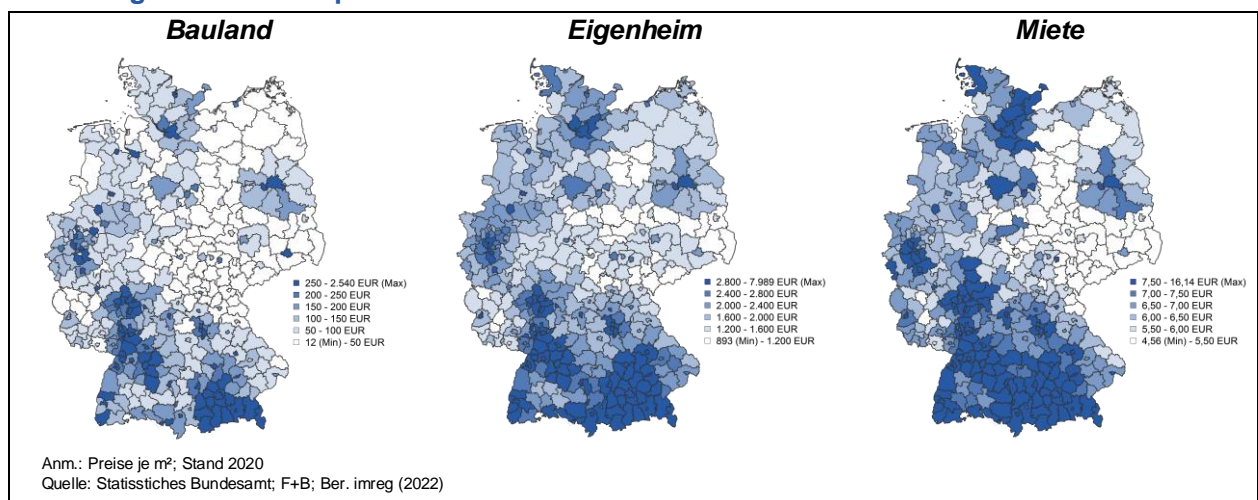 Bauland
Eigenheim
Miete
250 - 2.540 EUR (Max)
200 - 250 EUR
150 - 200 EUR
100 - 150 EUR
50 - 100 EUR
12 (Min) - 50 EUR
2.800 - 7.989 EUR (Max)
2.400 - 2.800 EUR
2.000 - 2.400 EUR
1.600 - 2.000 EUR
1.200 - 1.600 EUR
893 (Min) - 1.200 EUR
7,50 - 16,14 EUR (Max)
7,00 - 7,50 EUR
6,50 - 7,00 EUR
6,00 - 6,50 EUR
5,50 - 6,00 EUR
4,56 (Min) - 5,50 EUR
Anm.: Preise je m²; Stand 2020
Quelle: Statisstiches Bundesamt; F+B; Ber. imreg (2022)